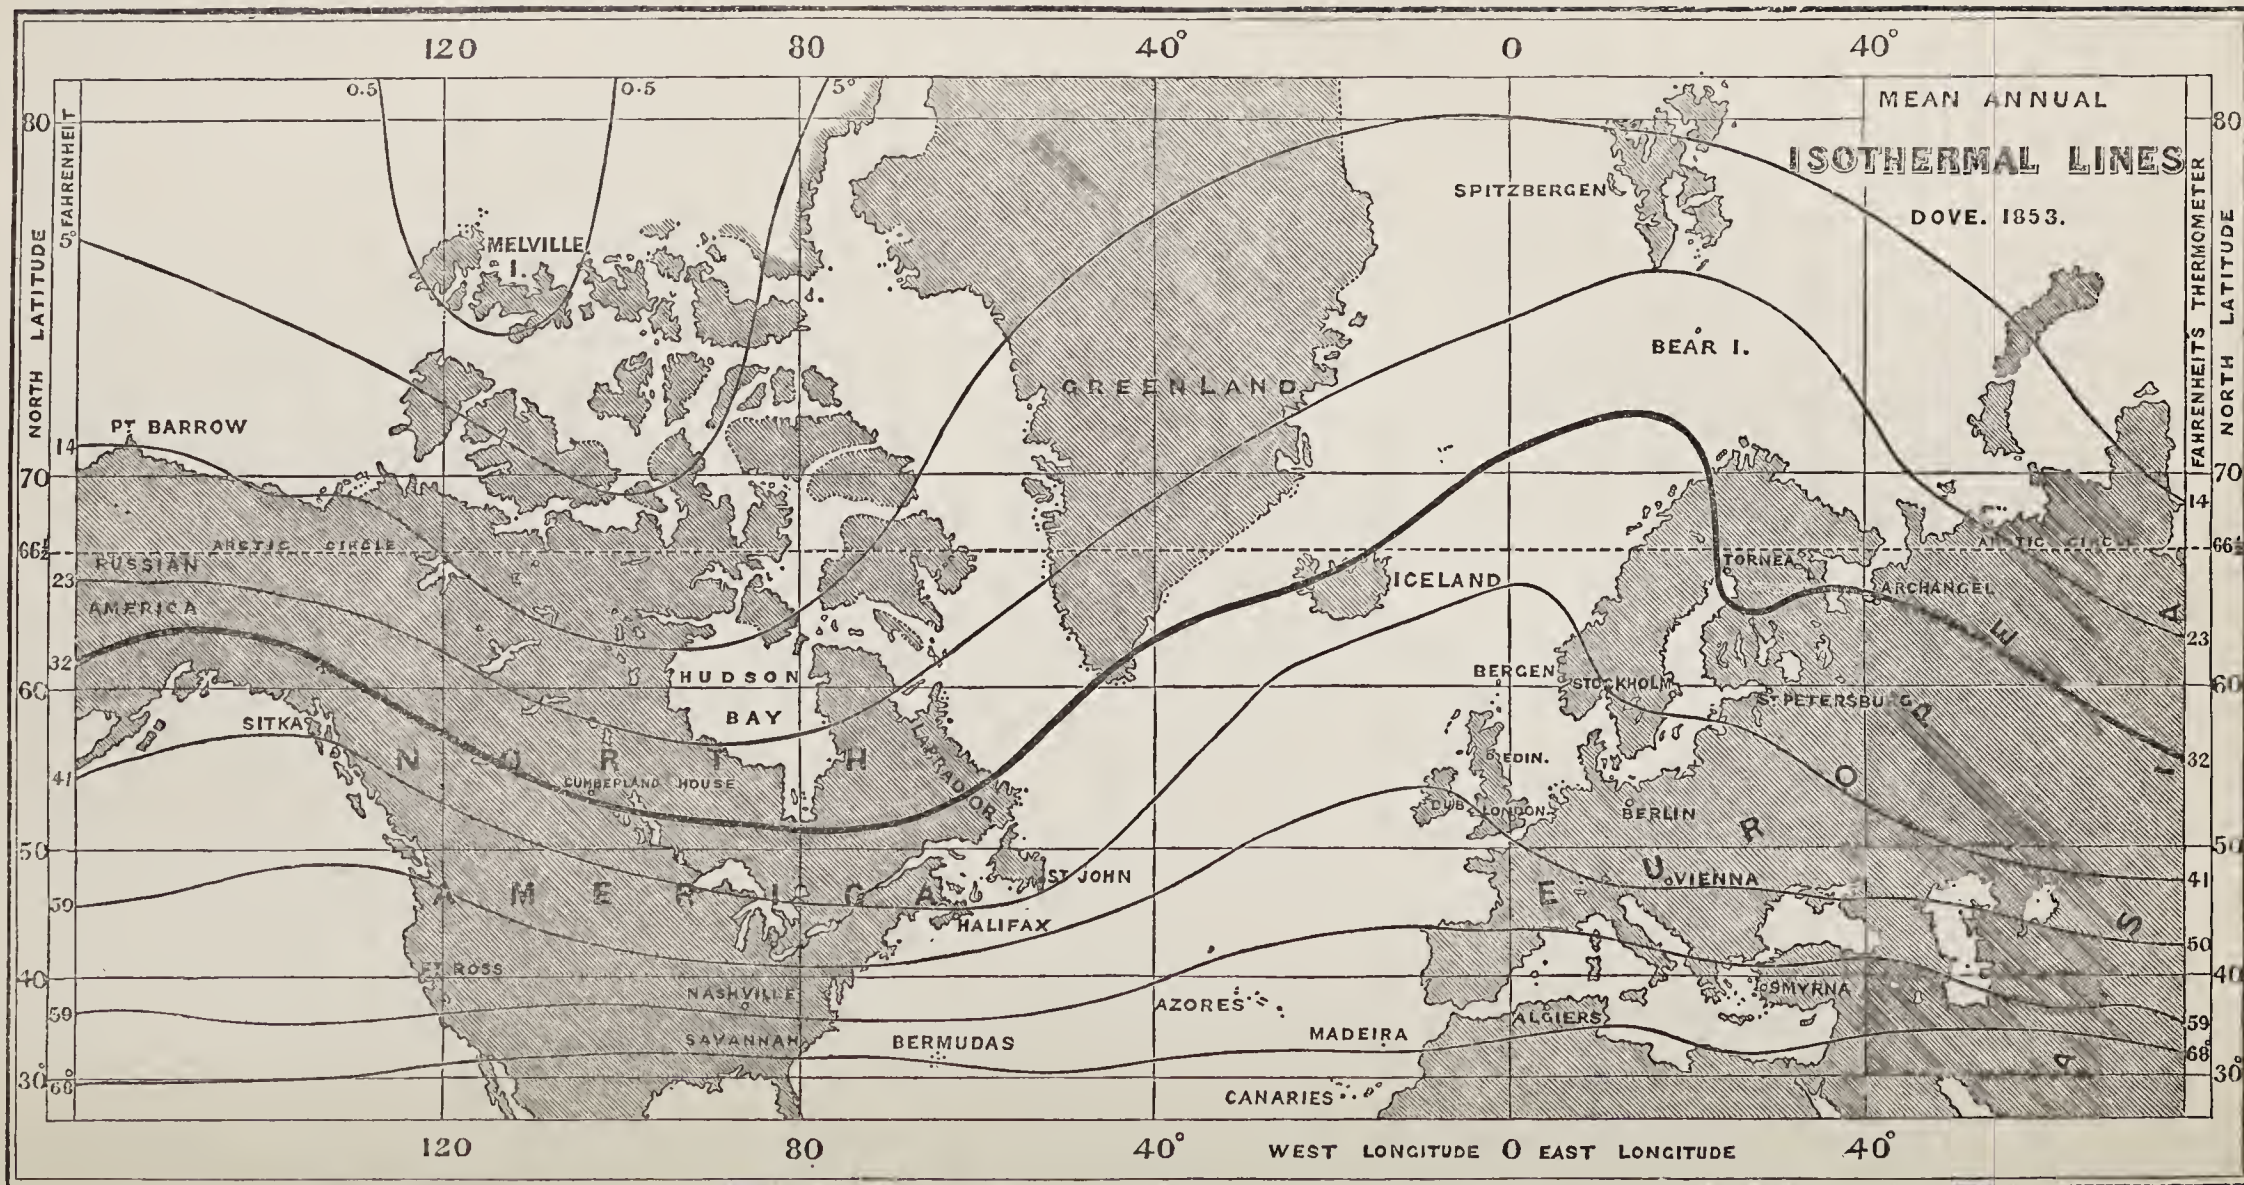 120 80 40° 0 40°
0.5 0.5 5°
MEAN ANNUAL
ISOTHERMAL LINES
DOVE. 1853.
80 80
FAHRENHEIT
NORTH LATITUDE
FAHRENHEITS THERMOMETER
NORTH LATITUDE
SPITZBERGEN
5°
MELVILLE
I.
BEAR I.
GREENLAND
PT BARROW
14
70 70
14
66½ ARCTIC CIRCLE ARCTIC CIRCLE 66½
RUSSIAN
AMERICA
23
TORNEA
ICELAND
ARCHANGEL
23
32
HUDSON
BAY
BERGEN
STOCKHOLM
60 60
ST PETERSBURG
SITKA
LABRADOR
41
32
NORTH
CUMBERLAND HOUSE
EDIN.
DUB. LONDON
BERLIN
50 50
ST JOHN
VIENNA
41
AMERICA
EUROPE
ASIA
50
HALIFAX
50
FT ROSS
40 40
NASHVILLE
AZORES
SMYRNA
59
ALGIERS
59
SAVANNAH
BERMUDAS
MADEIRA
68°
30° 68° 30°
CANARIES
120 80 40° WEST LONGITUDE 0 EAST LONGITUDE 40°